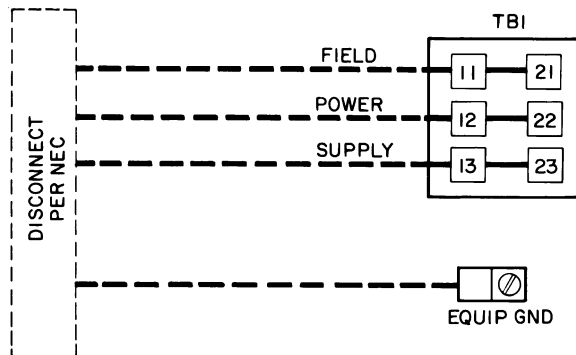 TB1
FIELD
11 21
POWER
12 22
SUPPLY
13 23
DISCONNECT
PER NEC
EQUIP GND